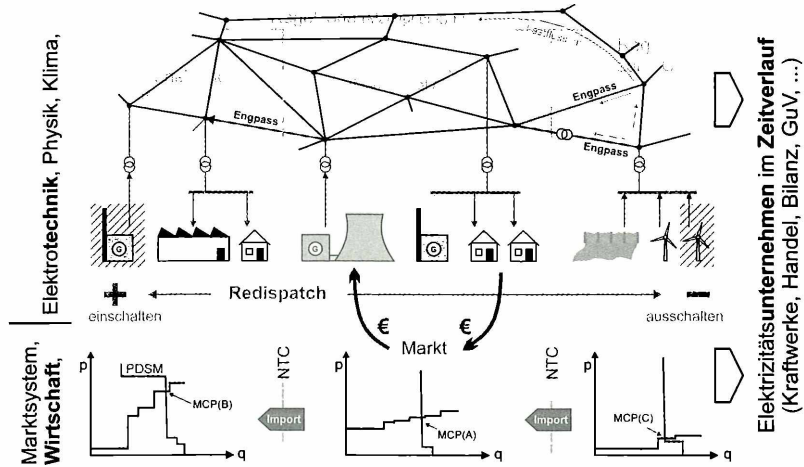 Elektrotechnik, Physik, Klima,
Engpass
Engpass
Engpass
G
G
G
+
Redispatch
einschalten
ausschalten
€
€
Markt
Marktsystem,
Wirtschaft,
p
PDSM
MCP(B)
q
NTC
Import
p
MCP(A)
q
NTC
Import
p
MCP(C)
q
Elektrizitätsunternehmen im Zeitverlauf
(Kraftwerke, Handel, Bilanz, GuV, ...)